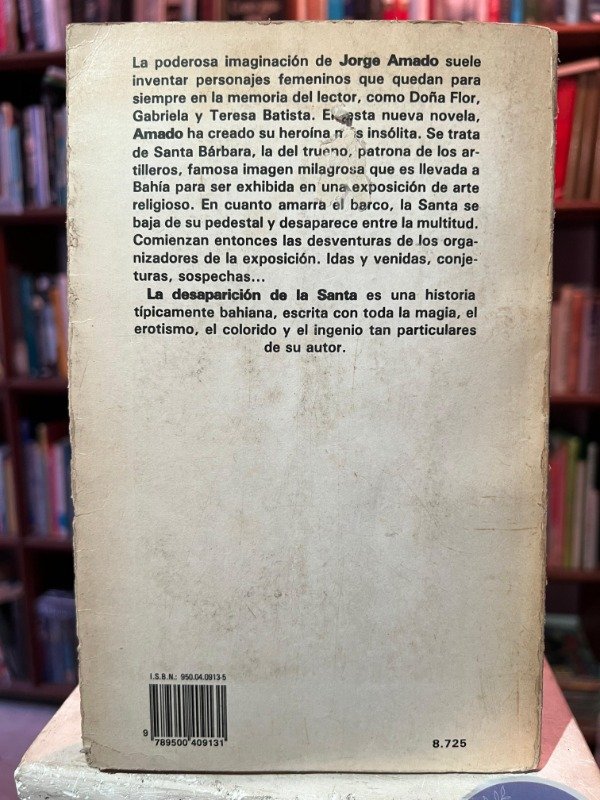 La poderosa imaginación de Jorge Amado suele
inventar personajes femeninos que quedan para
siempre en la memoria del lector, como Doña Flor,
Gabriela y Teresa Batista. En esta nueva novela,
Amado ha creado su heroína más insólita. Se trata
de Santa Bárbara, la del trueno, patrona de los ar-
tilleros, famosa imagen milagrosa que es llevada a
Bahía para ser exhibida en una exposición de arte
religioso. En cuanto amarra el barco, la Santa se
baja de su pedestal y desaparece entre la multitud.
Comienzan entonces las desventuras de los orga-
nizadores de la exposición. Idas y venidas, conje-
turas, sospechas...
La desaparición de la Santa es una historia
típicamente bahiana, escrita con toda la magia, el
erotismo, el colorido y el ingenio tan particulares
de su autor.
I.S.B.N.: 950.04.0913-5
9 789500 409131
8.725